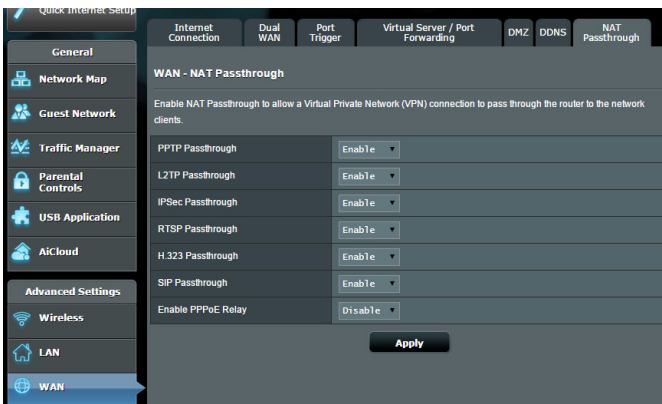 Quick Internet Setup
Internet Connection
Dual WAN
Port Trigger
Virtual Server / Port Forwarding
DMZ
DDNS
NAT Passthrough
General
Network Map
Guest Network
Traffic Manager
Parental Controls
USB Application
AiCloud
Advanced Settings
Wireless
LAN
WAN
WAN - NAT Passthrough
Enable NAT Passthrough to allow a Virtual Private Network (VPN) connection to pass through the router to the network
clients.
PPTP Passthrough Enable
L2TP Passthrough Enable
IPSec Passthrough Enable
RTSP Passthrough Enable
H.323 Passthrough Enable
SIP Passthrough Enable
Enable PPPoE Relay Disable
Apply